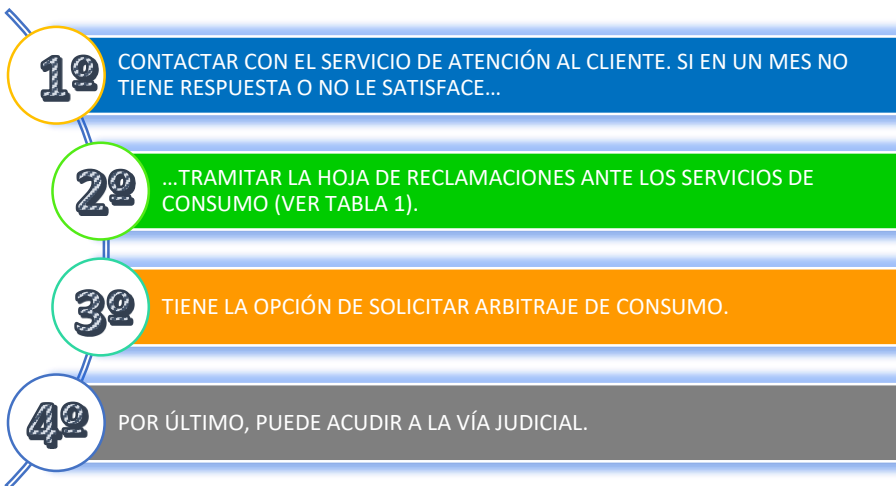 1º
CONTACTAR CON EL SERVICIO DE ATENCIÓN AL CLIENTE. SI EN UN MES NO
TIENE RESPUESTA O NO LE SATISFACE...
2º
...TRAMITAR LA HOJA DE RECLAMACIONES ANTE LOS SERVICIOS DE
CONSUMO (VER TABLA 1).
3º
TIENE LA OPCIÓN DE SOLICITAR ARBITRAJE DE CONSUMO.
4º
POR ÚLTIMO, PUEDE ACUDIR A LA VÍA JUDICIAL.